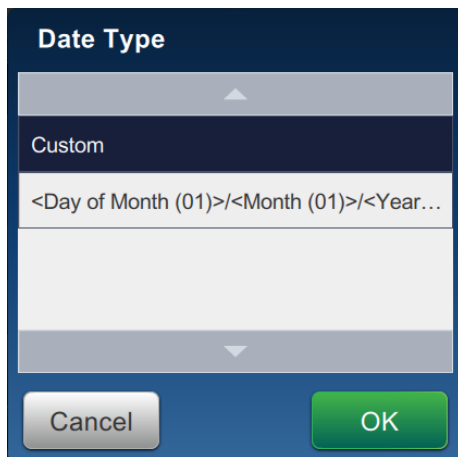 Date Type
Custom
<Day of Month (01)>/<Month (01)>/<Year…
Cancel
OK